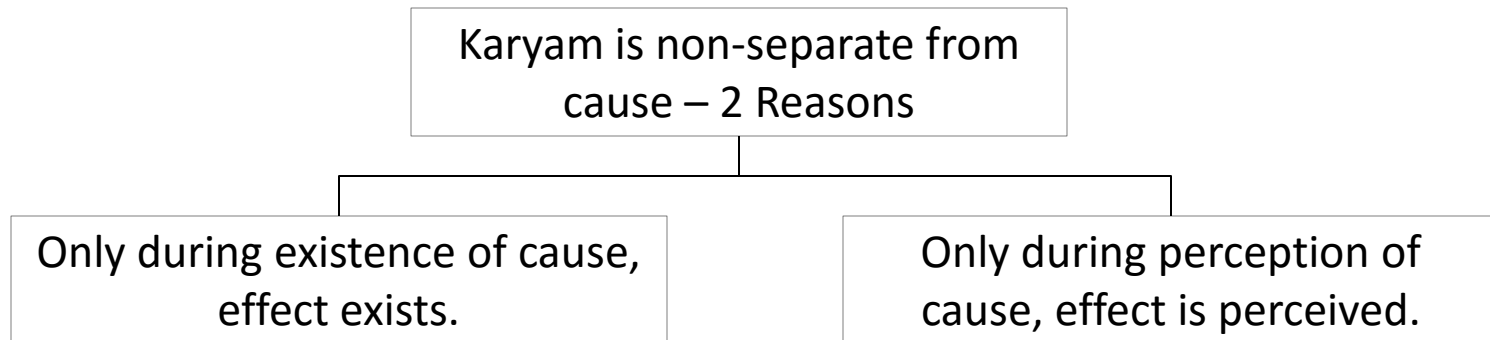 Karyam is non-separate from
cause – 2 Reasons
Only during existence of cause,
effect exists.
Only during perception of
cause, effect is perceived.